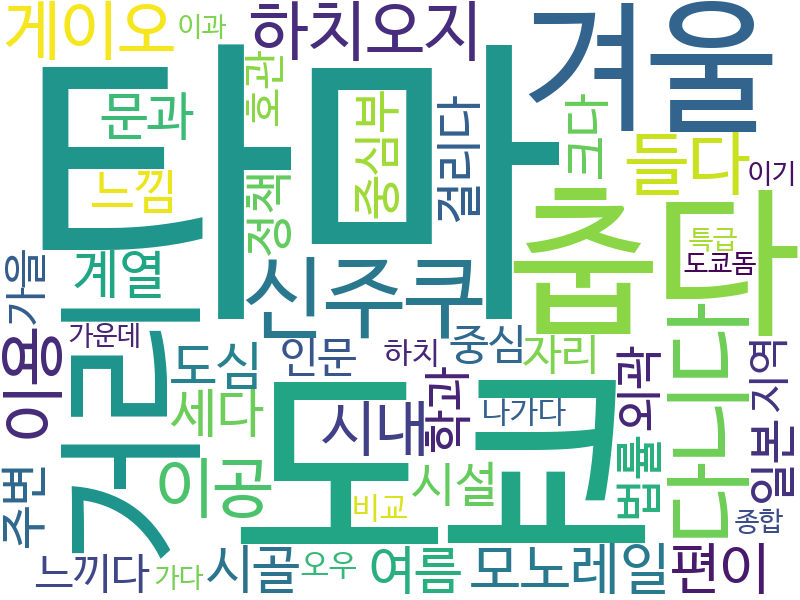 게이오
이과
하치오지
겨울
타마
문과
호관
중심부
걸리다
크다
들다
이기
느낌
정책
춥다
특급
도쿄돔
가을
계열
신주쿠
가운데
거리
다니다
이용
도심
인문
하치
중심
자리
외곽
지역
세다
도쿄
시내
학과
나가다
법률
일본
주변
이공
비교
시설
종합
느끼다
가다
시골
오우
여름
모노레일
편이